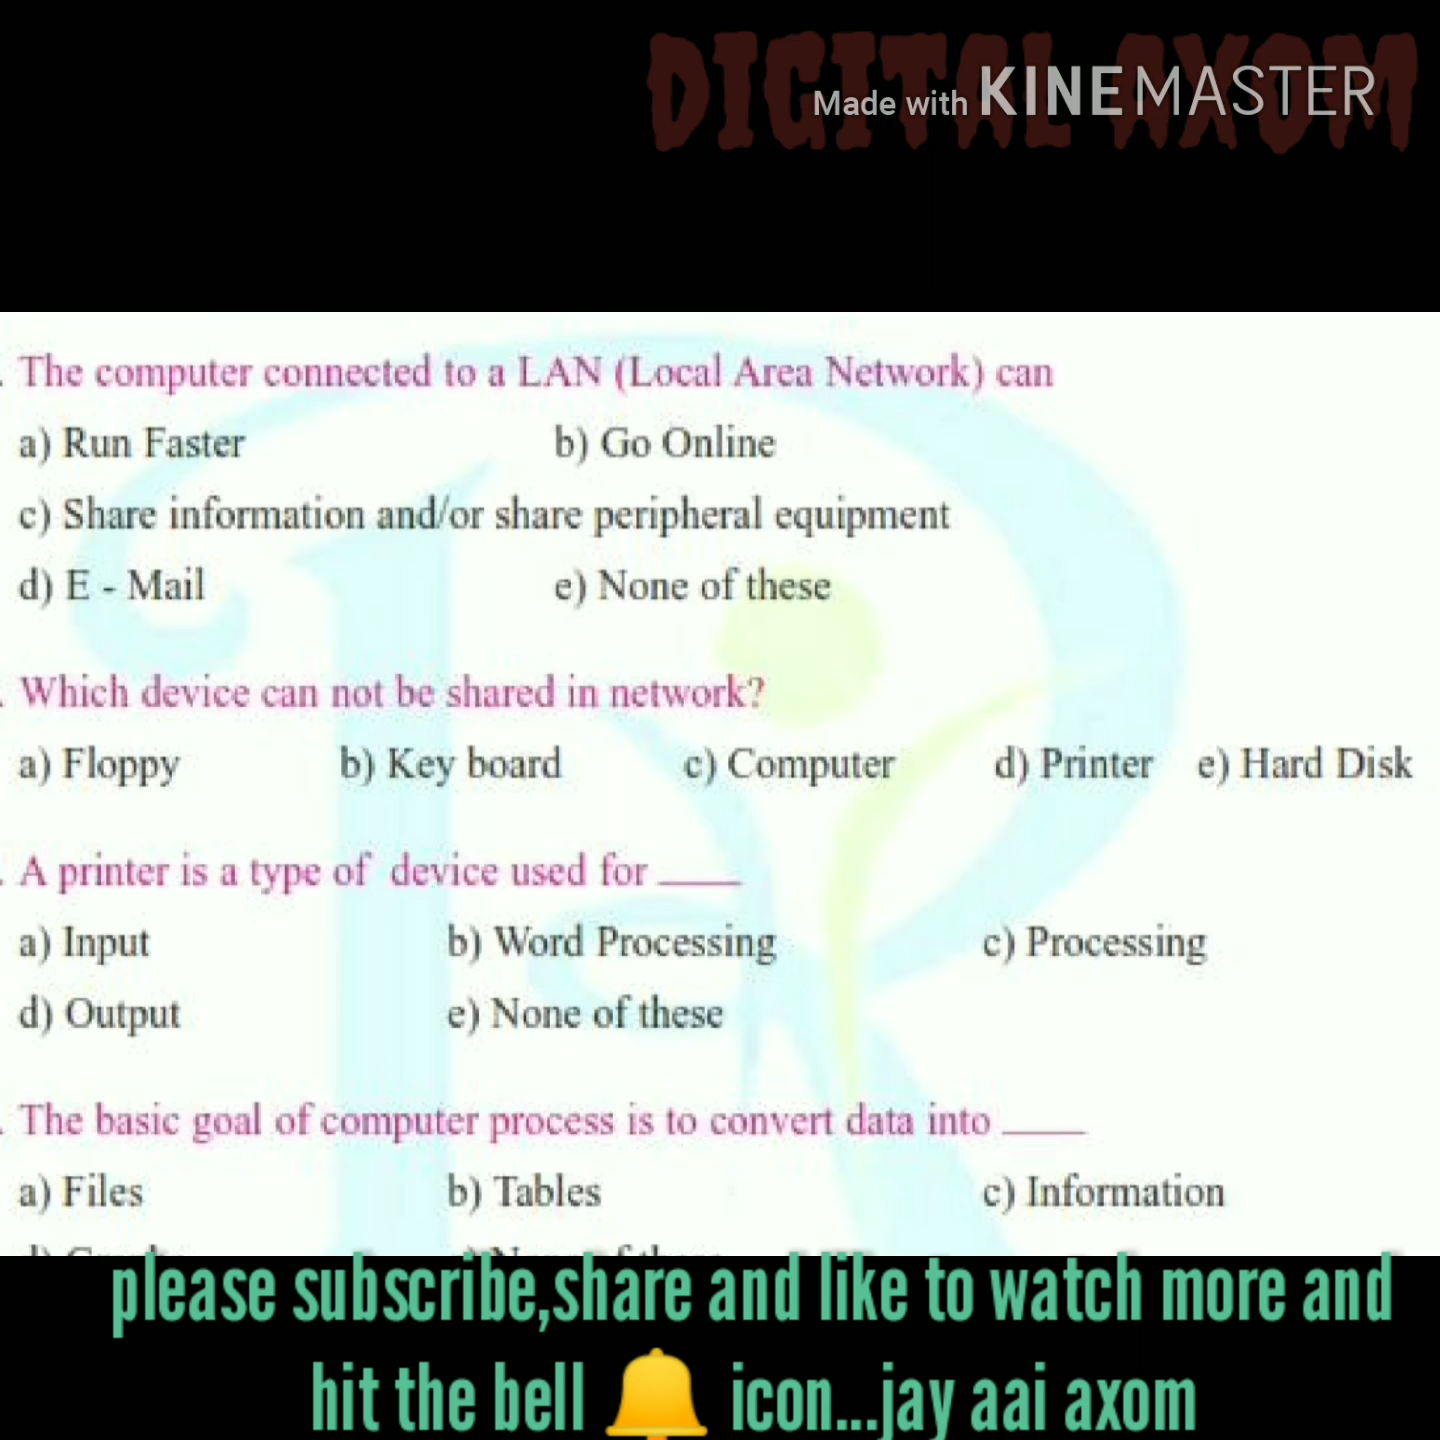 DIGITAL AXOM
Made with KINEMASTER
. The computer connected to a LAN (Local Area Network) can
a) Run Faster b) Go Online
c) Share information and/or share peripheral equipment
d) E - Mail e) None of these
. Which device can not be shared in network?
a) Floppy b) Key board c) Computer d) Printer e) Hard Disk
. A printer is a type of device used for ____
a) Input b) Word Processing c) Processing
d) Output e) None of these
. The basic goal of computer process is to convert data into ____
a) Files b) Tables c) Information
please subscribe,share and like to watch more and
hit the bell 🔔 icon...jay aai axom